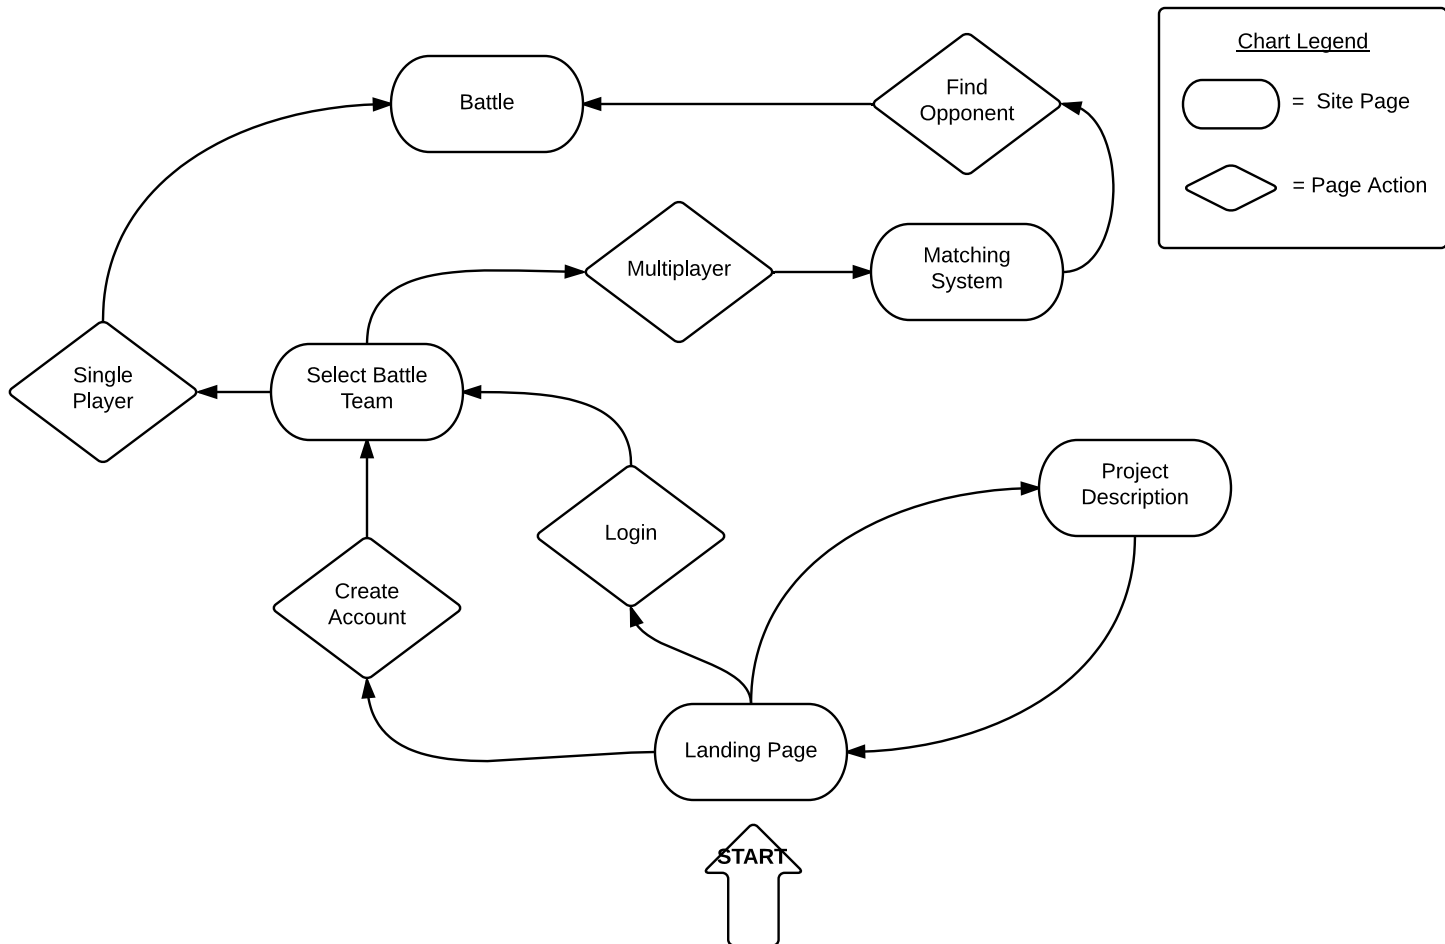 Chart Legend
= Site Page
= Page Action
Battle
Find
Opponent
Multiplayer
Matching
System
Single
Player
Select Battle
Team
Project
Description
Login
Create
Account
Landing Page
START